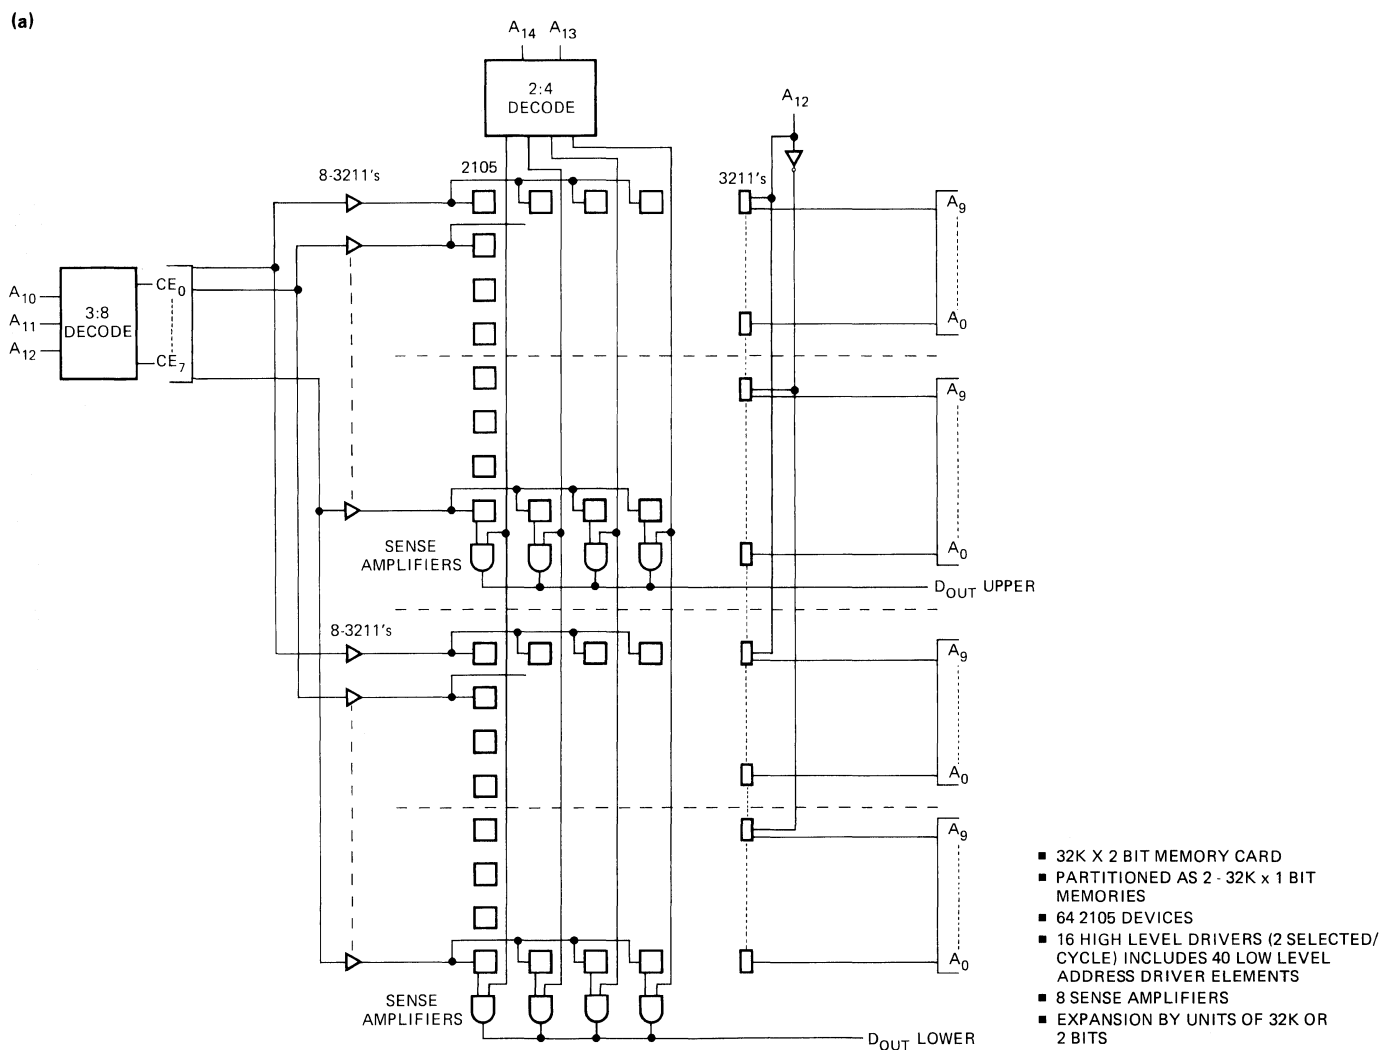 (a)
A14 A13
2:4
DECODE
A12
8-3211's
2105
3211's
A9
A0
A10
A11
A12
3:8
DECODE
CE0
CE7
A9
A0
SENSE
AMPLIFIERS
DOUT UPPER
8-3211's
A9
A0
A9
A0
SENSE
AMPLIFIERS
DOUT LOWER
■ 32K X 2 BIT MEMORY CARD
■ PARTITIONED AS 2 - 32K x 1 BIT
MEMORIES
■ 64 2105 DEVICES
■ 16 HIGH LEVEL DRIVERS (2 SELECTED/
CYCLE) INCLUDES 40 LOW LEVEL
ADDRESS DRIVER ELEMENTS
■ 8 SENSE AMPLIFIERS
■ EXPANSION BY UNITS OF 32K OR
2 BITS